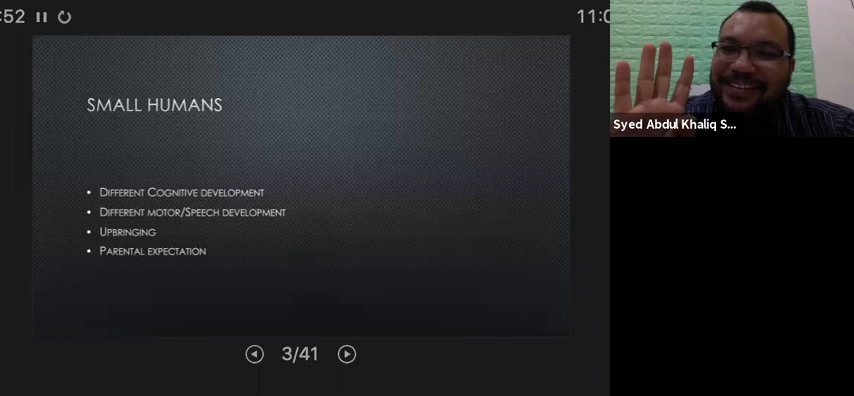 :52
11:0
SMALL HUMANS
• DIFFERENT COGNITIVE DEVELOPMENT
• DIFFERENT MOTOR/SPEECH DEVELOPMENT
• UPBRINGING
• PARENTAL EXPECTATION
3/41
Syed Abdul Khaliq S...